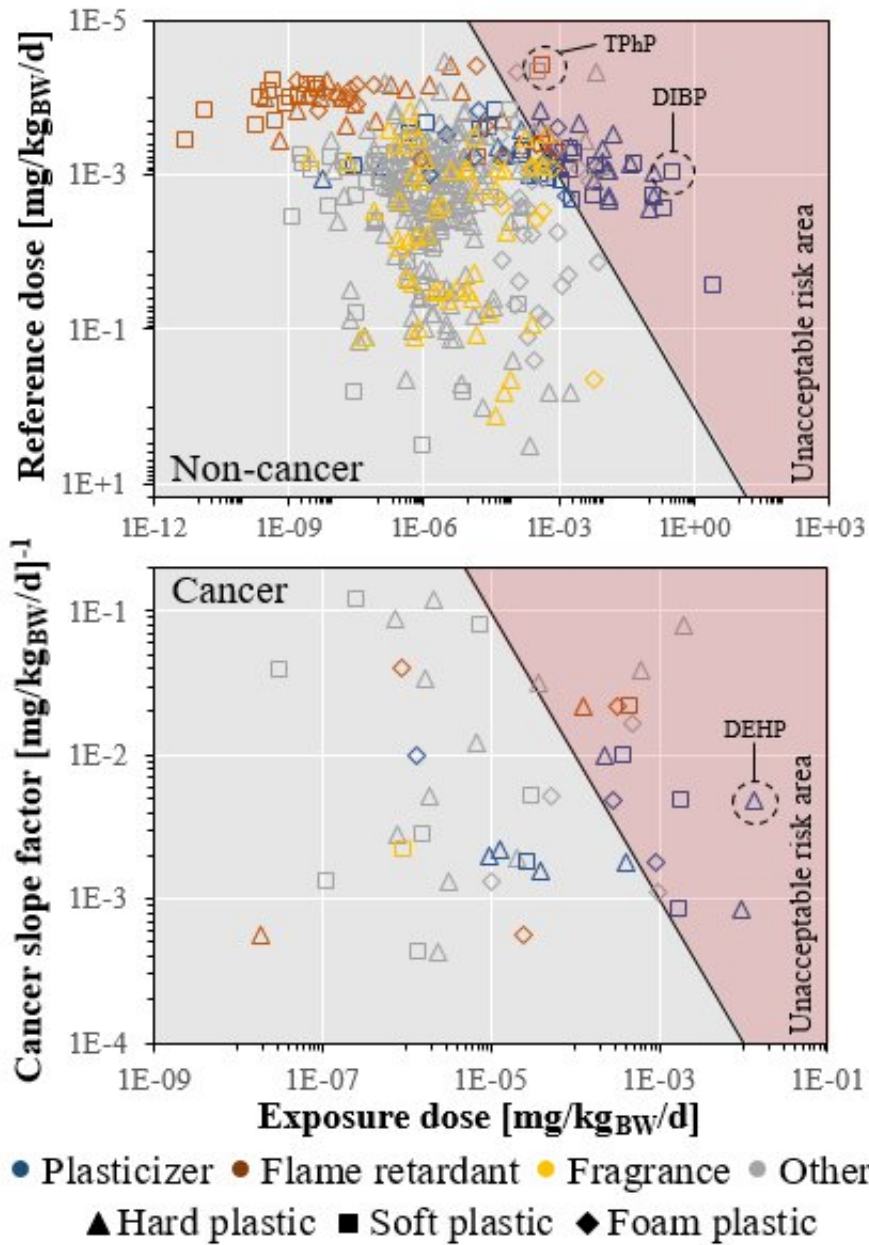 1E-5
TPhP
DIBP
1E-3
1E-1
1E+1
Reference dose [mg/kgBW/d]
Non-cancer
Unacceptable risk area
1E-12 1E-09 1E-06 1E-03 1E+00 1E+03
Cancer
1E-1
1E-2
1E-3
1E-4
Cancer slope factor [mg/kgBW/d]-1
DEHP
Unacceptable risk area
1E-09 1E-07 1E-05 1E-03 1E-01
Exposure dose [mg/kgBW/d]
Plasticizer Flame retardant Fragrance Other
Hard plastic Soft plastic Foam plastic